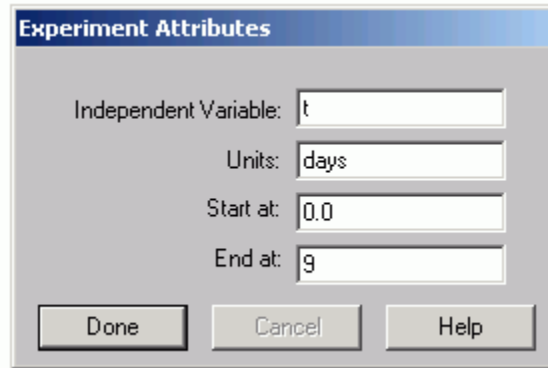 Experiment Attributes
Independent Variable: t
Units: days
Start at: 0.0
End at: 9
Done Cancel Help